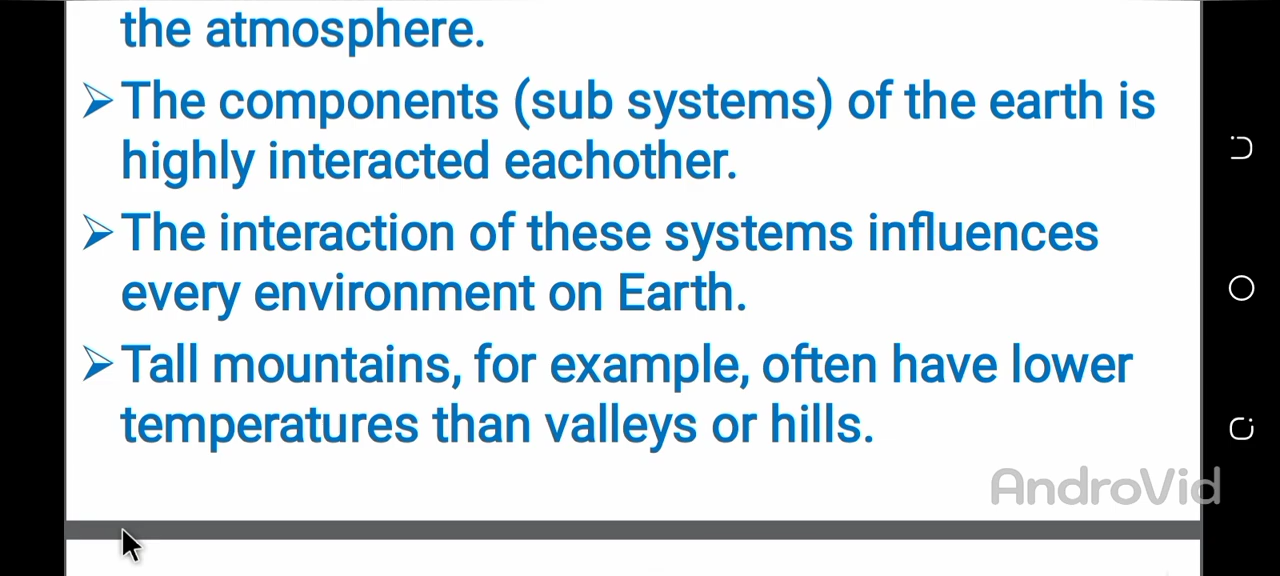 the atmosphere.
➢The components (sub systems) of the earth is
highly interacted eachother.
➢The interaction of these systems influences
every environment on Earth.
➢Tall mountains, for example, often have lower
temperatures than valleys or hills.
AndroVid